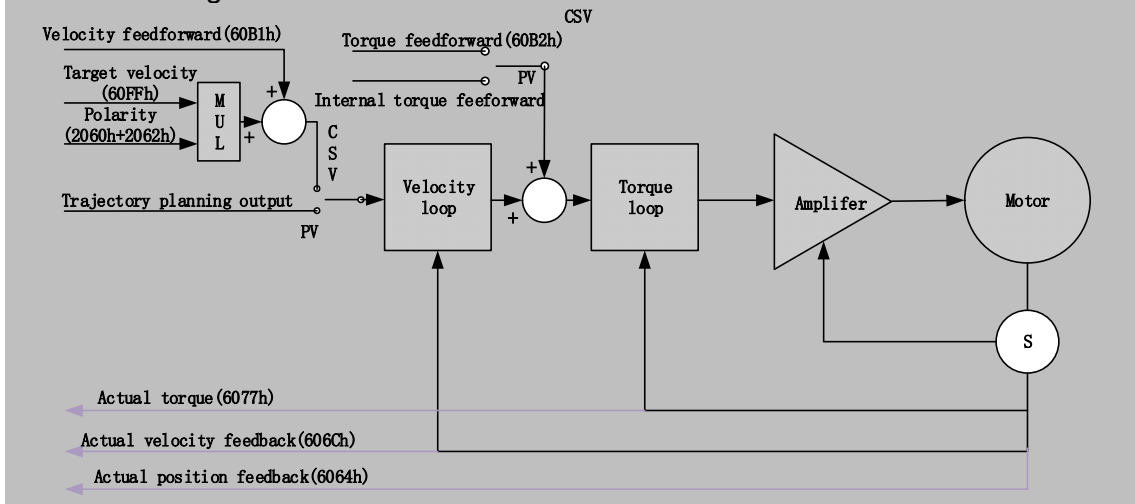 CSV
Velocity feedforward(60B1h)
Torque feedforward(60B2h)
Target velocity
(60FFh)
Polarity
(2060h+2062h)
MUL
+
+
PV
Internal torque feeforward
CSV
Trajectory planning output
PV
Velocity
loop
+
+
Torque
loop
Amplifer
Motor
S
Actual torque(6077h)
Actual velocity feedback(606Ch)
Actual position feedback(6064h)